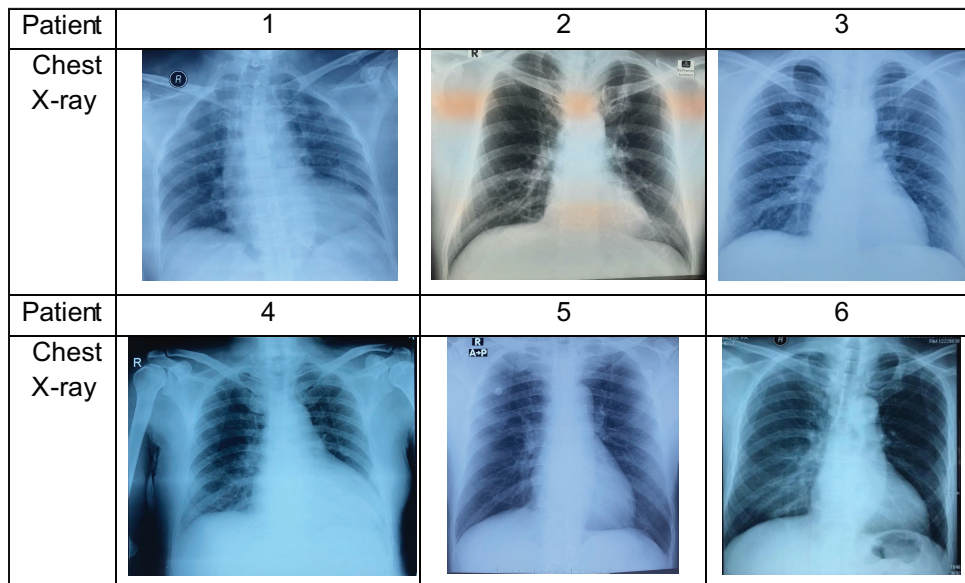 Patient 1 2 3
Chest
X-ray
R
R
Patient 4 5 6
Chest
X-ray
R
R
A→P
R